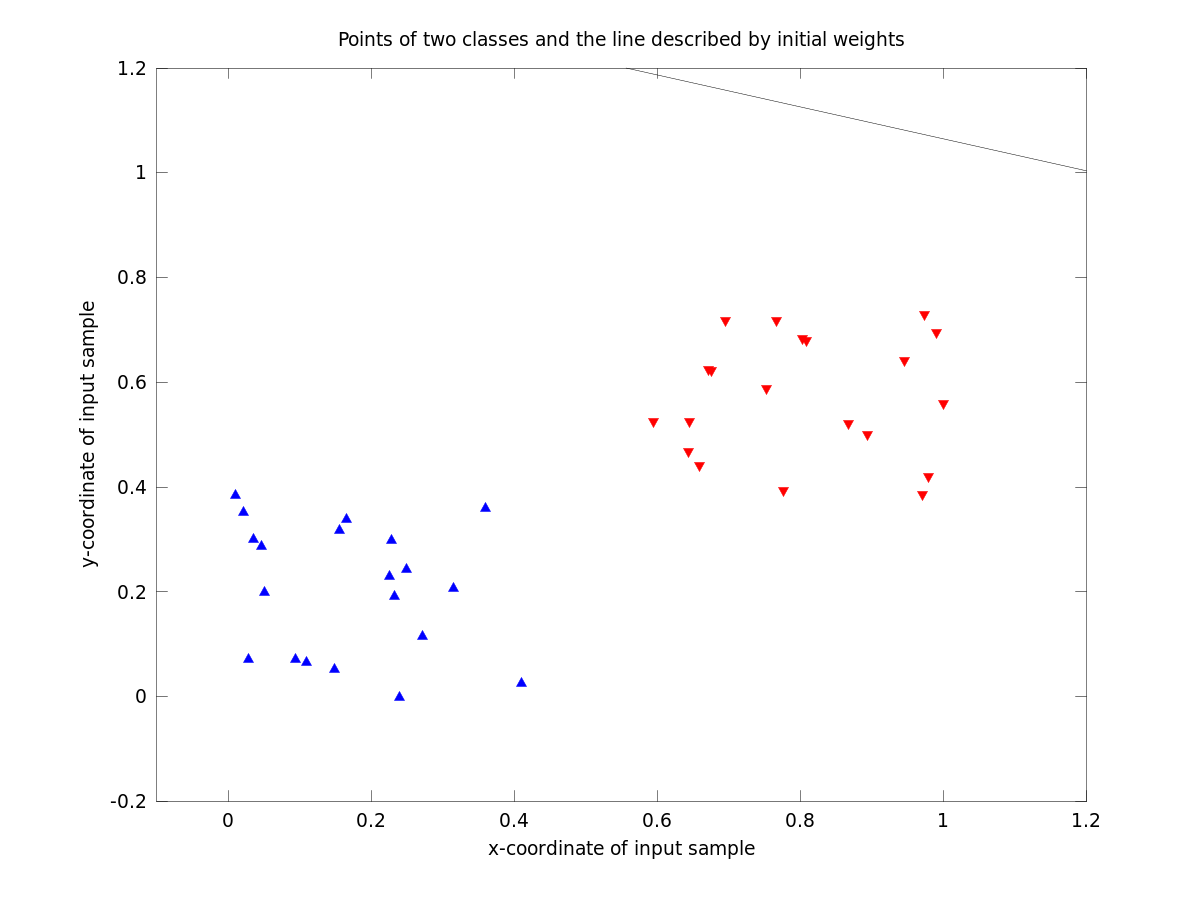 Points of two classes and the line described by initial weights
1.2
1
0.8
0.6
0.4
0.2
0
-0.2
y-coordinate of input sample
0 0.2 0.4 0.6 0.8 1 1.2
x-coordinate of input sample